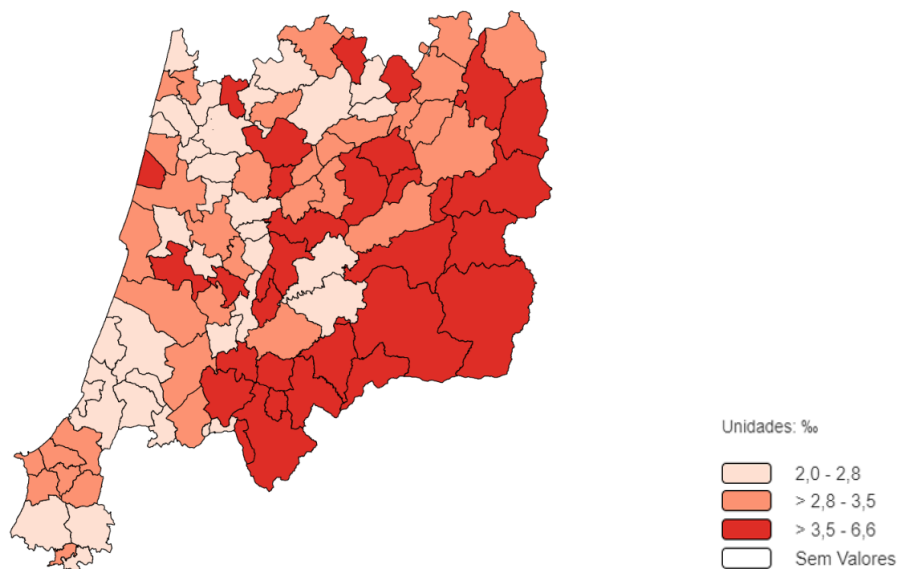 Unidades: ‰
2,0 - 2,8
> 2,8 - 3,5
> 3,5 - 6,6
Sem Valores